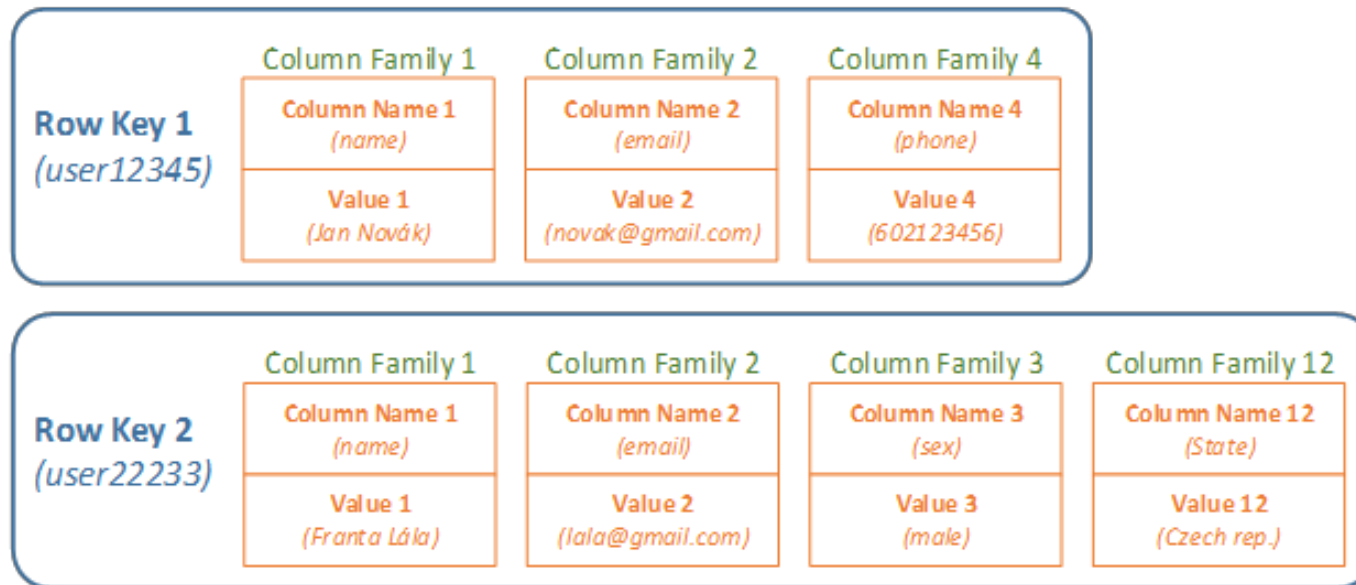 Column Family 1 Column Family 2 Column Family 4
Row Key 1
(user12345)
Column Name 1
(name)
Value 1
(Jan Novák)
Column Name 2
(email)
Value 2
(novak@gmail.com)
Column Name 4
(phone)
Value 4
(602123456)
Column Family 1 Column Family 2 Column Family 3 Column Family 12
Row Key 2
(user22233)
Column Name 1
(name)
Value 1
(Franta Lála)
Column Name 2
(email)
Value 2
(lala@gmail.com)
Column Name 3
(sex)
Value 3
(male)
Column Name 12
(State)
Value 12
(Czech rep.)